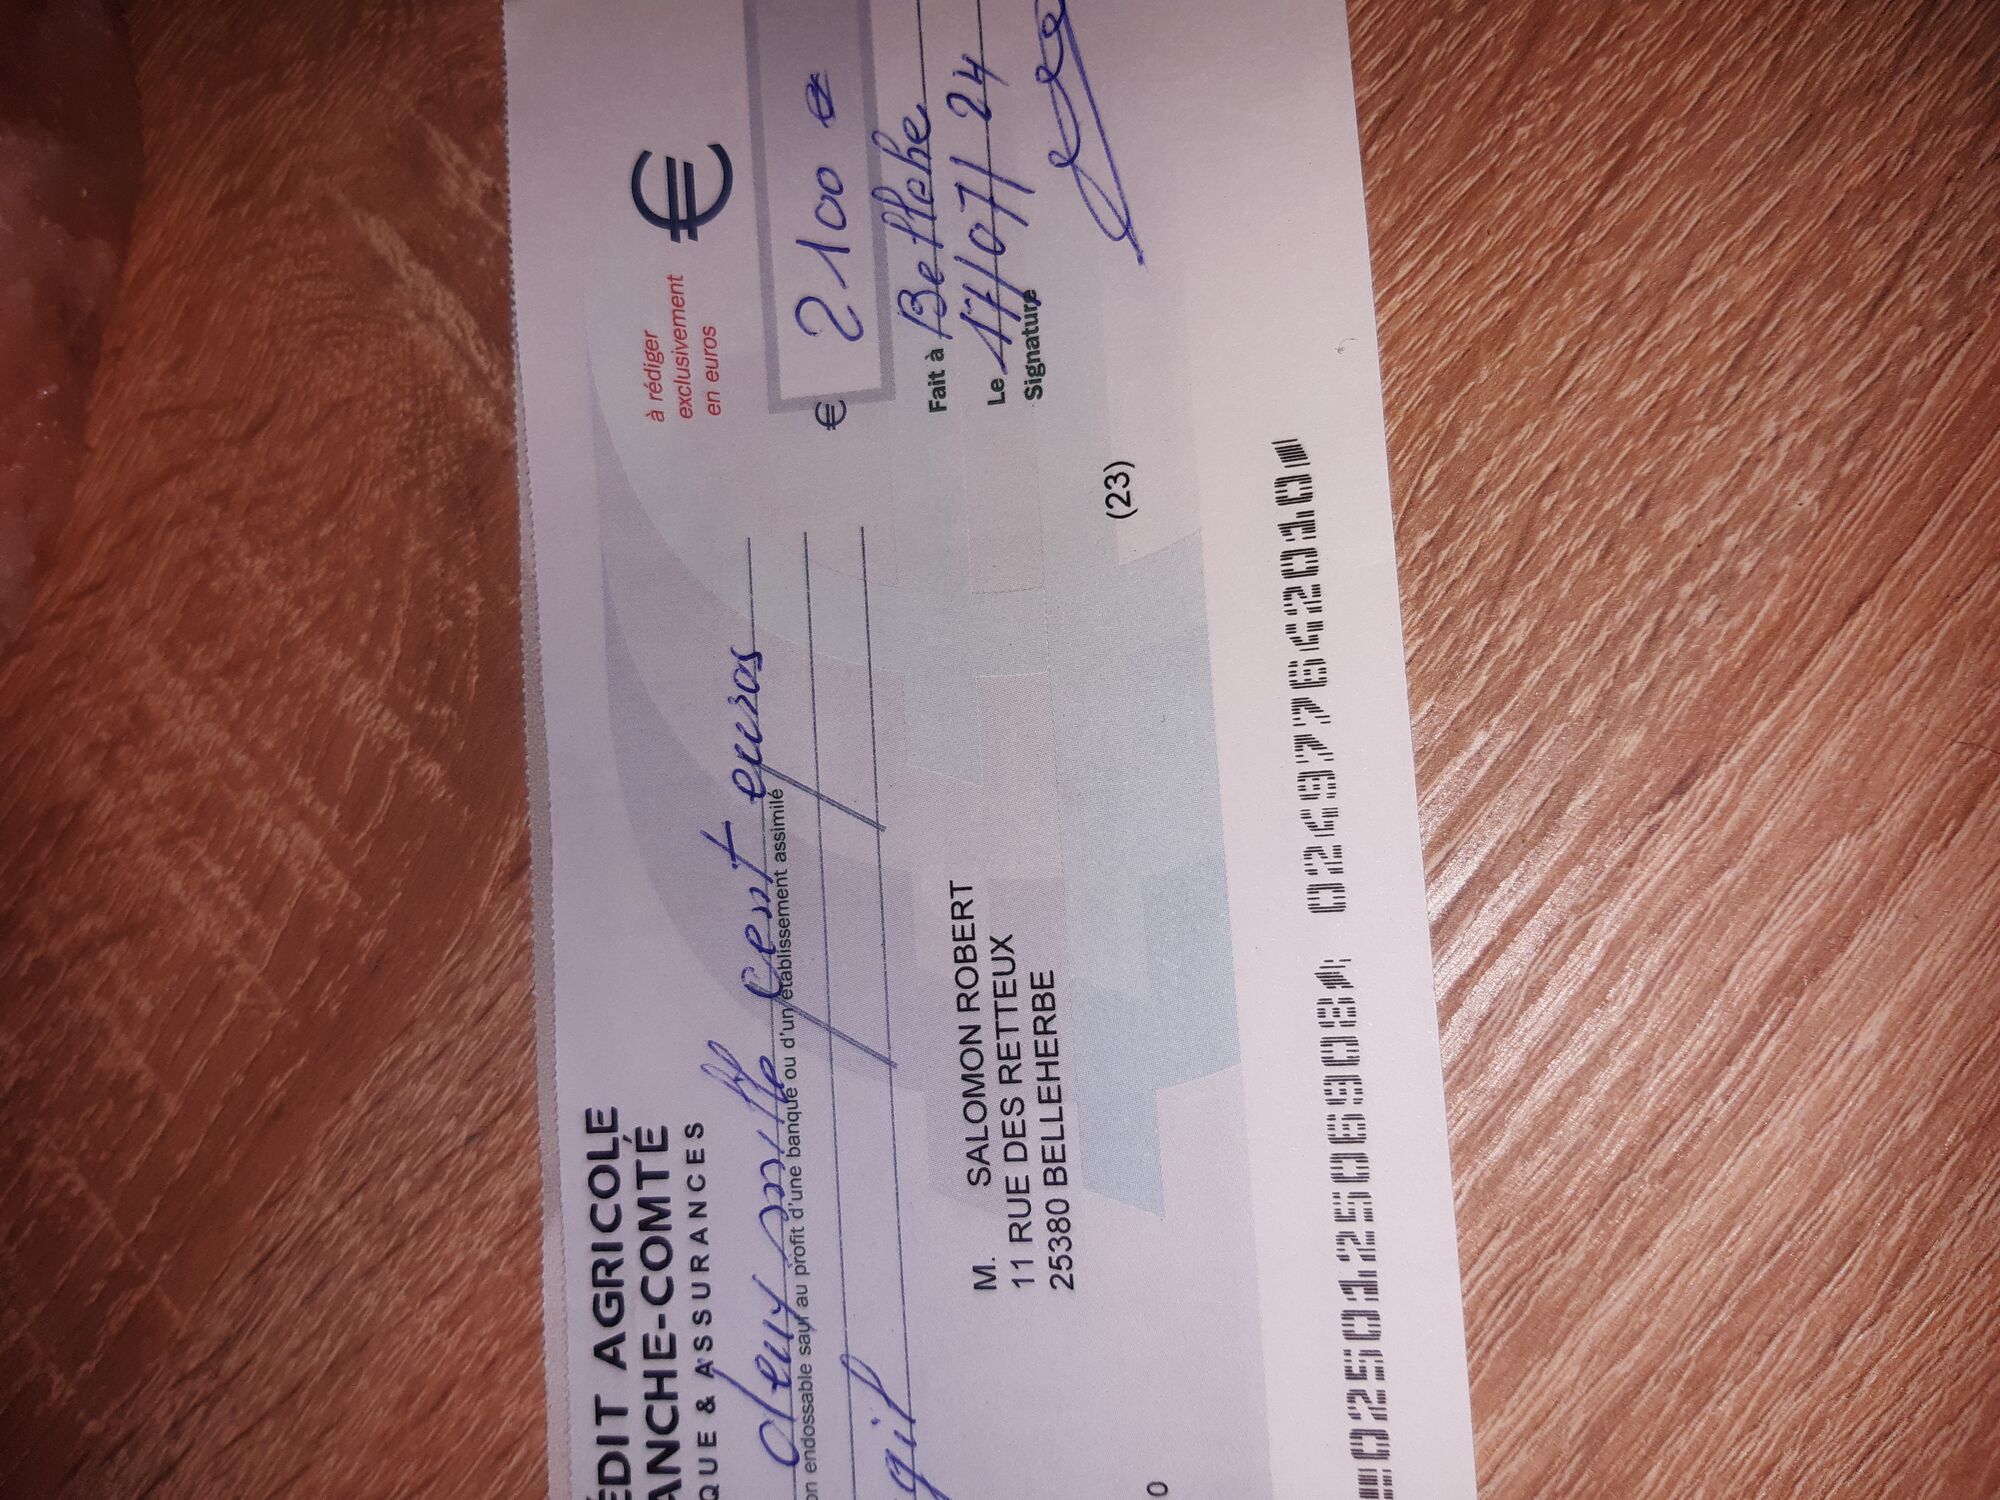 ÉDIT AGRICOLE
ANCHE-COMTÉ
QUE & ASSURANCES
à rédiger
exclusivement
en euros
€
deux mille cent euros
on endossable sauf au profit d'une banque ou d'un établissement assimilé
€ 2100 €
gil
Fait à
Le 17/07/24
Signature
M. SALOMON ROBERT
11 RUE DES RETTEUX
25380 BELLEHERBE
(23)
0